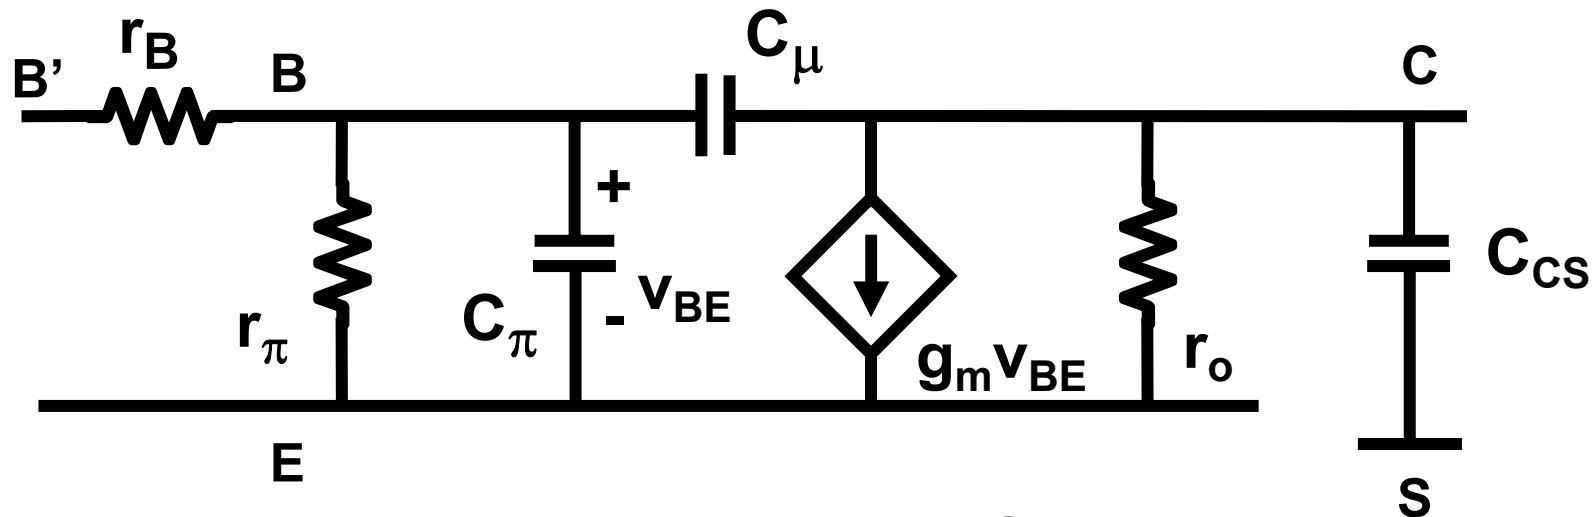 r_B
B’
B
C_μ
C
+
v_BE
-
r_π
C_π
g_m v_BE
r_o
C_CS
E
S